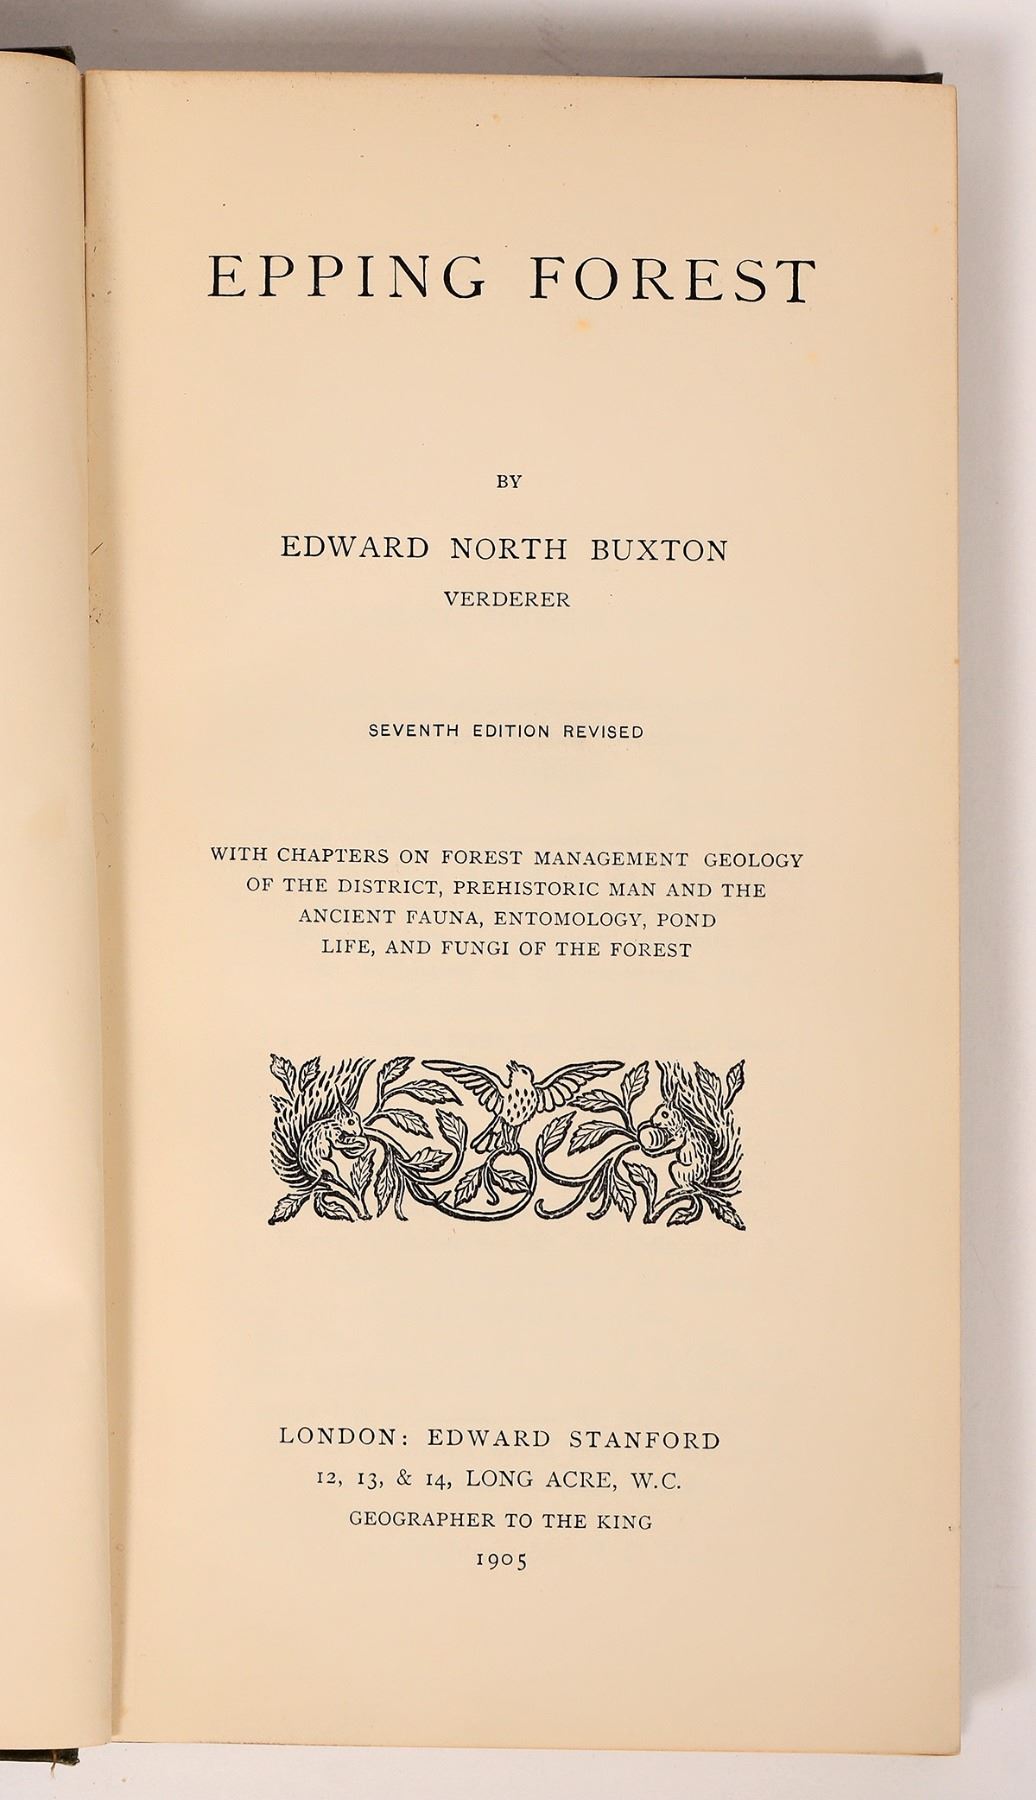 EPPING FOREST
BY
EDWARD NORTH BUXTON
VERDERER
SEVENTH EDITION REVISED
WITH CHAPTERS ON FOREST MANAGEMENT GEOLOGY
OF THE DISTRICT, PREHISTORIC MAN AND THE
ANCIENT FAUNA, ENTOMOLOGY, POND
LIFE, AND FUNGI OF THE FOREST
LONDON: EDWARD STANFORD
12, 13, & 14, LONG ACRE, W.C.
GEOGRAPHER TO THE KING
1905